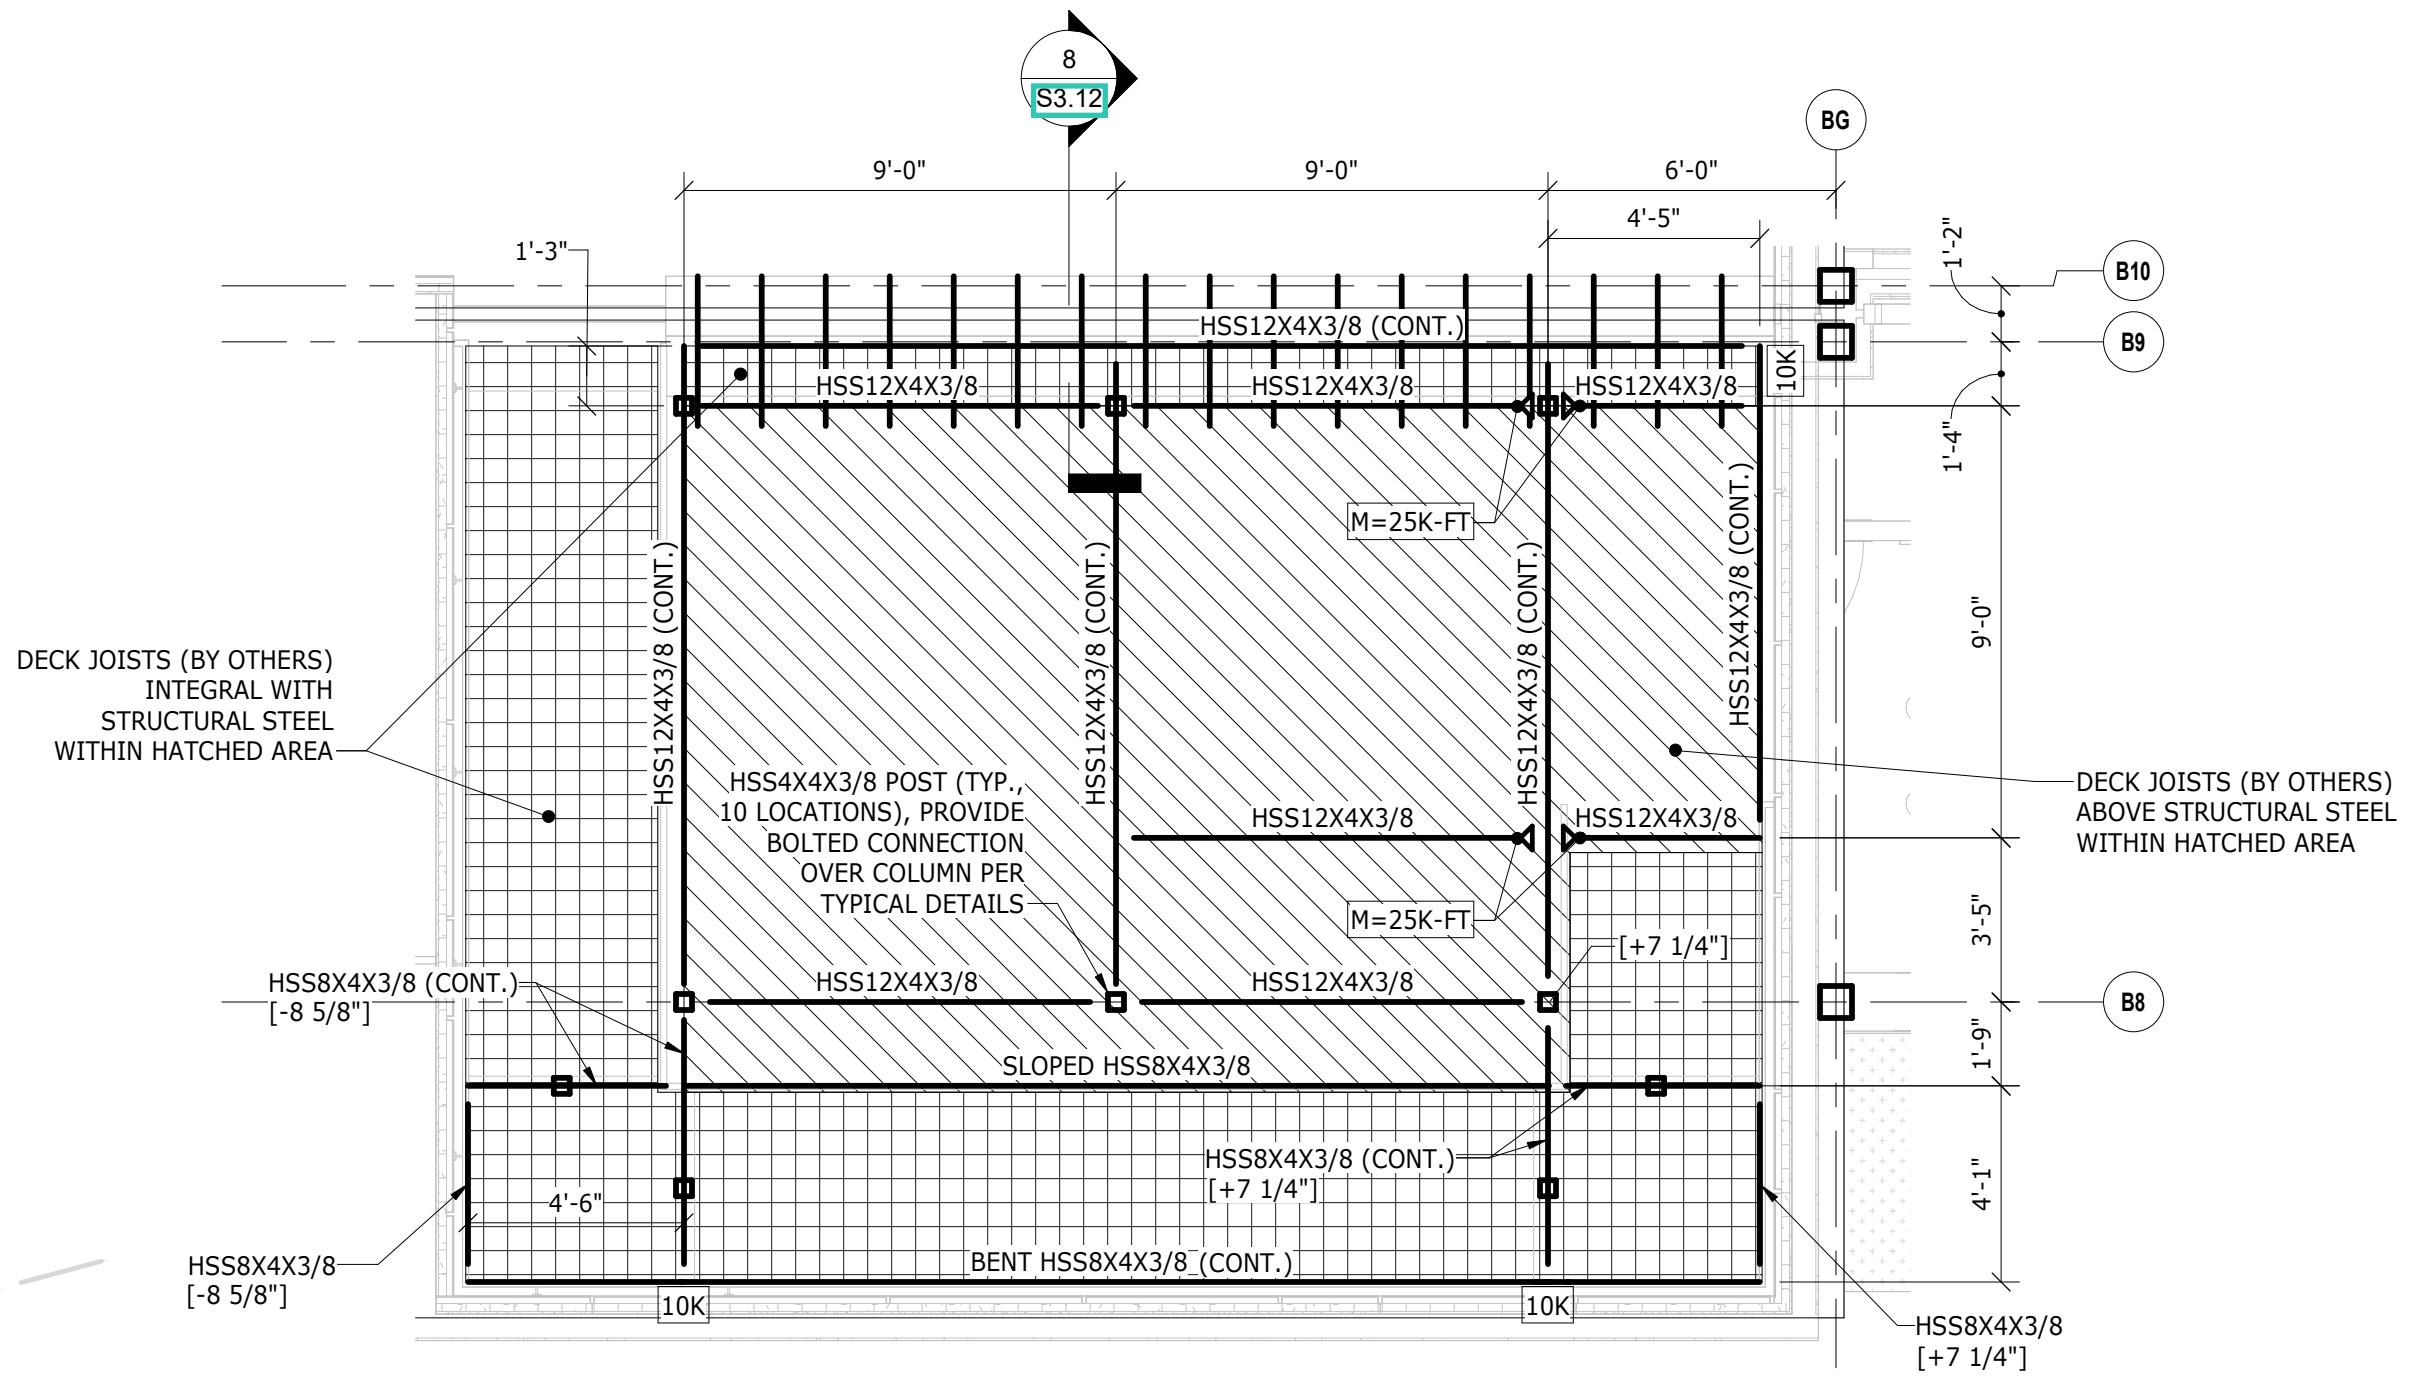 8
S3.12
BG
9'-0"
9'-0"
6'-0"
4'-5"
1'-2"
1'-3"
B10
HSS12X4X3/8 (CONT.)
B9
10K
HSS12X4X3/8
HSS12X4X3/8
HSS12X4X3/8
1'-4"
M=25K-FT
HSS12X4X3/8 (CONT.)
HSS12X4X3/8 (CONT.)
HSS12X4X3/8 (CONT.)
HSS12X4X3/8 (CONT.)
9'-0"
DECK JOISTS (BY OTHERS)
INTEGRAL WITH
STRUCTURAL STEEL
WITHIN HATCHED AREA
HSS4X4X3/8 POST (TYP.,
10 LOCATIONS), PROVIDE
BOLTED CONNECTION
OVER COLUMN PER
TYPICAL DETAILS
HSS12X4X3/8
HSS12X4X3/8
DECK JOISTS (BY OTHERS)
ABOVE STRUCTURAL STEEL
WITHIN HATCHED AREA
M=25K-FT
3'-5"
[+7 1/4"]
HSS8X4X3/8 (CONT.)
[-8 5/8"]
HSS12X4X3/8
HSS12X4X3/8
B8
1'-9"
SLOPED HSS8X4X3/8
HSS8X4X3/8 (CONT.)
[+7 1/4"]
4'-1"
4'-6"
HSS8X4X3/8
[-8 5/8"]
BENT HSS8X4X3/8 (CONT.)
10K
10K
HSS8X4X3/8
[+7 1/4"]